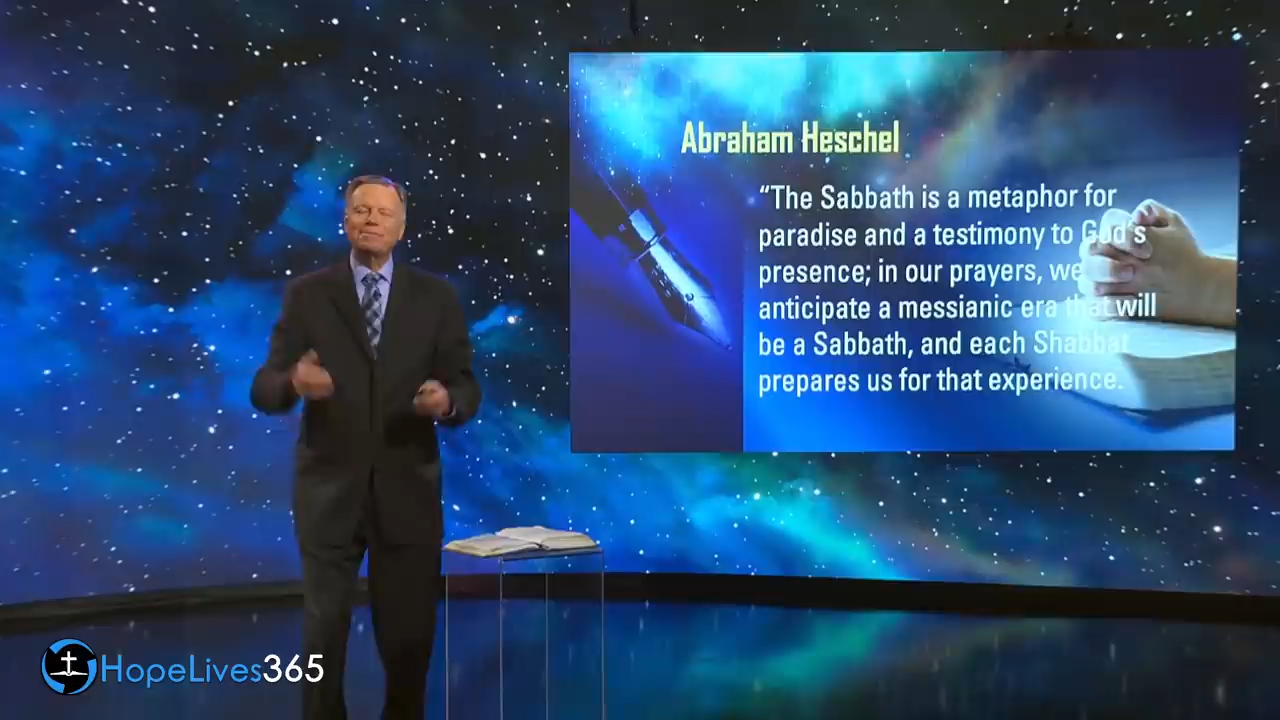 Abraham Heschel
“The Sabbath is a metaphor for
paradise and a testimony to God's
presence; in our prayers, we
anticipate a messianic era that will
be a Sabbath, and each Shabbat
prepares us for that experience.
HopeLives365